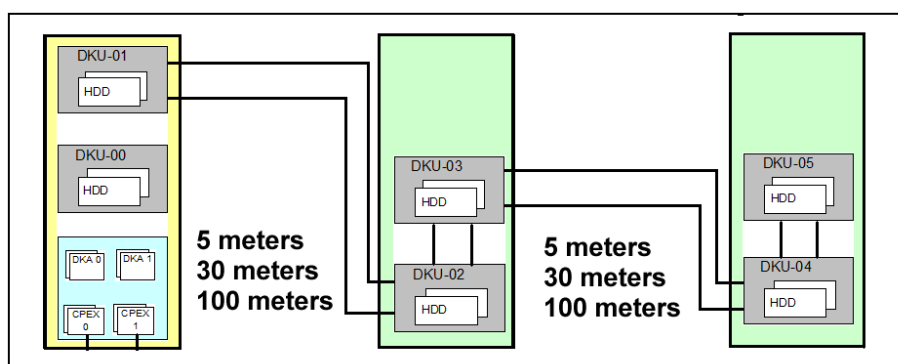 DKU-01
HDD
DKU-00
HDD
DKA 0
DKA 1
CPEX
0
CPEX
1
5 meters
30 meters
100 meters
DKU-03
HDD
DKU-02
HDD
5 meters
30 meters
100 meters
DKU-05
HDD
DKU-04
HDD